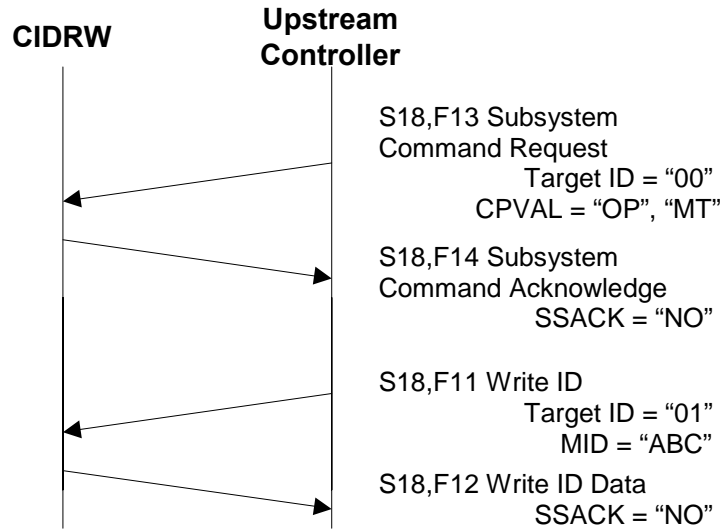 CIDRW
Upstream
Controller
S18,F13 Subsystem
Command Request
Target ID = “00”
CPVAL = “OP”, “MT”
S18,F14 Subsystem
Command Acknowledge
SSACK = “NO”
S18,F11 Write ID
Target ID = “01”
MID = “ABC”
S18,F12 Write ID Data
SSACK = “NO”